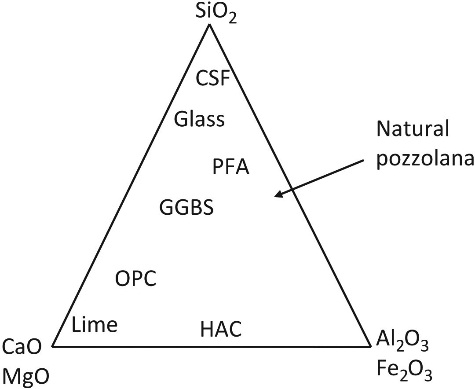 SiO₂
CSF
Glass
Natural
pozzolana
PFA
GGBS
OPC
Lime
HAC
CaO
MgO
Al₂O₃
Fe₂O₃